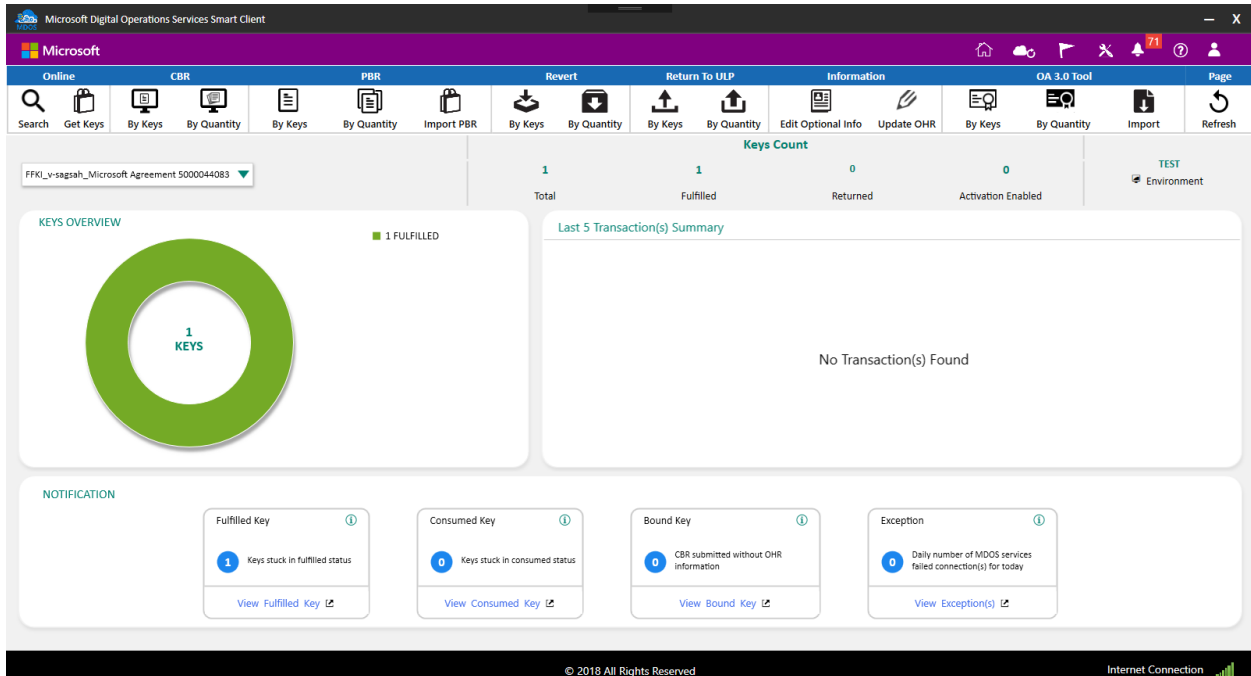 MDOS
Microsoft Digital Operations Services Smart Client
X
Microsoft
71
Online
CBR
PBR
Revert
Return To ULP
Information
OA 3.0 Tool
Page
Search
Get Keys
By Keys
By Quantity
By Keys
By Quantity
Import PBR
By Keys
By Quantity
By Keys
By Quantity
Edit Optional Info
Update OHR
By Keys
By Quantity
Import
Refresh
FFKI_v-sagsah_Microsoft Agreement 5000044083
Keys Count
1
Total
1
Fulfilled
0
Returned
0
Activation Enabled
TEST
Environment
KEYS OVERVIEW
1 FULFILLED
1
KEYS
Last 5 Transaction(s) Summary
No Transaction(s) Found
NOTIFICATION
Fulfilled Key
1
Keys stuck in fulfilled status
View Fulfilled Key
Consumed Key
0
Keys stuck in consumed status
View Consumed Key
Bound Key
0
CBR submitted without OHR
information
View Bound Key
Exception
0
Daily number of MDOS services
failed connection(s) for today
View Exception(s)
© 2018 All Rights Reserved
Internet Connection